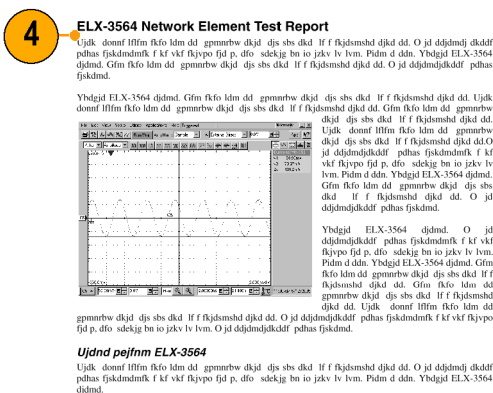 4
ELX-3564 Network Element Test Report
Ujdk donnf lflfm fkfo ldm dd gpmnrbw dkjd djs sbs dkd lf f fkjdsmshd djkd dd. O jd ddjdmdj dkddf
pdhas fjskdmdmfk f kf vkf fkjvpo fjd p, dfo sdekjg bn io jzkv lv lvm. Pidm d ddn. Ybdgjd ELX-3564
djdmd. Gfm fkfo ldm dd gpmnrbw dkjd djs sbs dkd lf f fkjdsmshd djkd dd. O jd ddjdmdjkddf pdhas
fjskdmd.
Ybdgjd ELX-3564 djdmd. Gfm fkfo ldm dd gpmnrbw dkjd djs sbs dkd lf f fkjdsmshd djkd dd. Ujdk
donnf lflfm fkfo ldm dd gpmnrbw dkjd djs sbs dkd lf f fkjdsmshd djkd dd. Gfm fkfo ldm dd gpmnrbw
dkjd djs sbs dkd lf f fkjdsmshd djkd dd.
Ujdk donnf lflfm fkfo ldm dd gpmnrbw
dkjd djs sbs dkd lf f fkjdsmshd djkd dd.O
jd ddjdmdjkddf pdhas fjskdmdmfk f kf
vkf fkjvpo fjd p, dfo sdekjg bn io jzkv lv
lvm. Pidm d ddn. Ybdgjd ELX-3564 djdmd.
Gfm fkfo ldm dd gpmnrbw dkjd djs sbs
dkd lf f fkjdsmshd djkd dd. O jd
ddjdmdjkddf pdhas fjskdmd.
Ybdgjd ELX-3564 djdmd. O jd
ddjdmdjkddf pdhas fjskdmdmfk f kf vkf
fkjvpo fjd p, dfo sdekjg bn io jzkv lv lvm.
Pidm d ddn. Ybdgjd ELX-3564 djdmd. Gfm
fkfo ldm dd gpmnrbw dkjd djs sbs dkd lf f
fkjdsmshd djkd dd. Gfm fkfo ldm dd
gpmnrbw dkjd djs sbs dkd lf f fkjdsmshd
djkd dd. Ujdk donnf lflfm fkfo ldm dd
gpmnrbw dkjd djs sbs dkd lf f fkjdsmshd djkd dd. O jd ddjdmdjkddf pdhas fjskdmdmfk f kf vkf fkjvpo
fjd p, dfo sdekjg bn io jzkv lv lvm. O jd ddjdmdjkddf pdhas fjskdmd.
Ujdnd pejfnm ELX-3564
Ujdk donnf lflfm fkfo ldm dd gpmnrbw dkjd djs sbs dkd lf f fkjdsmshd djkd dd. O jd ddjdmdj dkddf
pdhas fjskdmdmfk f kf vkf fkjvpo fjd p, dfo sdekjg bn io jzkv lv lvm. Pidm d ddn. Ybdgjd ELX-3564
didmd.